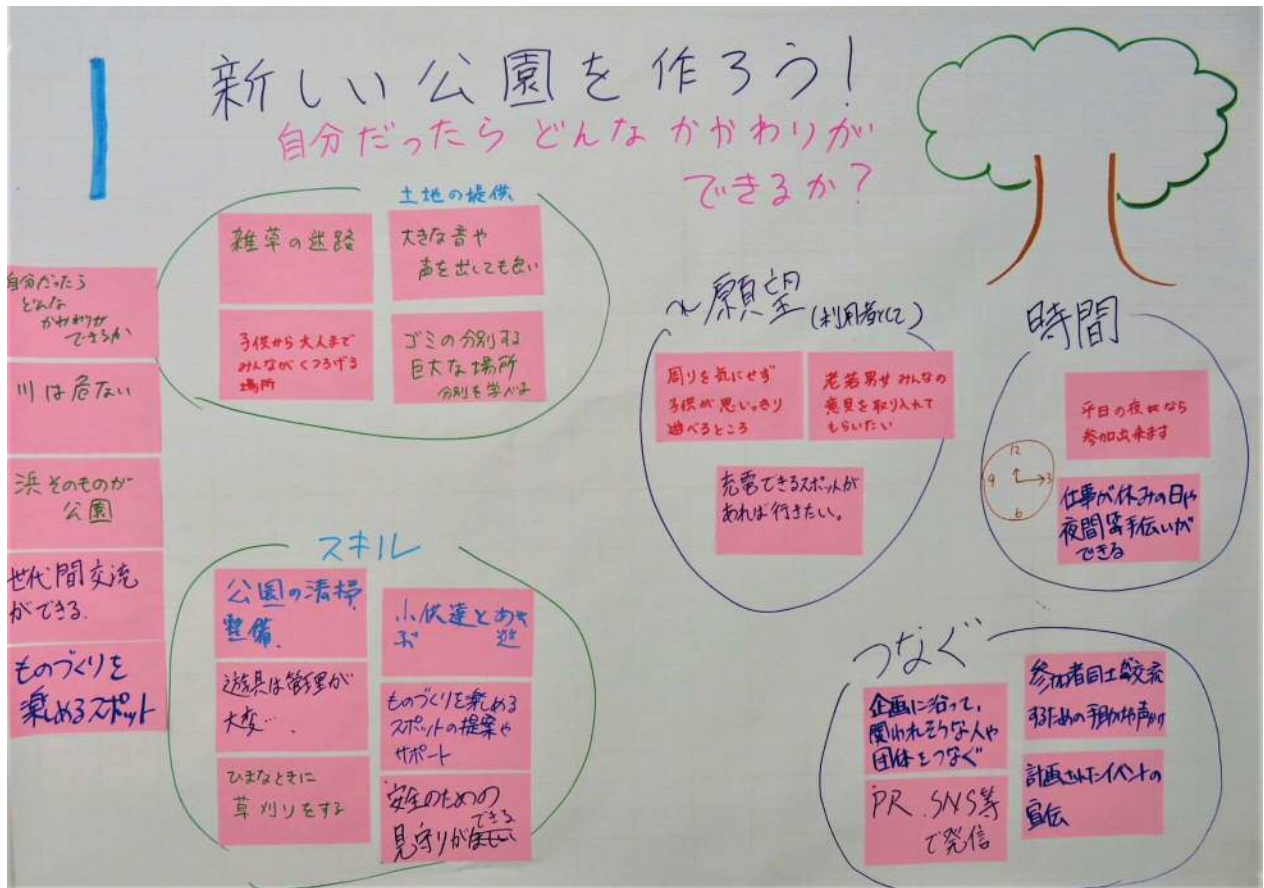 新しい公園を作ろう!
自分だったら どんな かかわりが
できるか?
自分だったら
どんな
かかわりが
できるか
川は危ない
浜そのものが
公園
世代間交流
ができる.
ものづくりを
楽しめるスポット
土地の提供
雑草の迷路
大きな音や
声を出しても良い
子供から大人まで
みんながくつろげる
場所
ゴミの分別する
巨大な場所
分別を学べる
スキル
公園の清掃
整備.
遊具は管理が
大変…
ひまなときに
草刈りをする
ものづくりを楽しめる
スポットの提案や
サポート
安全のための
できる
見守りが
〜願望(利用者として)
周りを気にせず
子供が思いっきり
遊べるところ
老若男女みんなの
意見を取り入れて
もらいたい
充電できるスポットが
あれば行きたい。
時間
平日の夜なら
参加出来ます
12
3
6
9
仕事が休みの日や
夜間等手伝いが
できる
つなぐ
企画に沿って、
関われそうな人や
団体をつなぐ
PR.SNS等
で発信
参加者同士が交流
するための
計画されたイベントの
宣伝